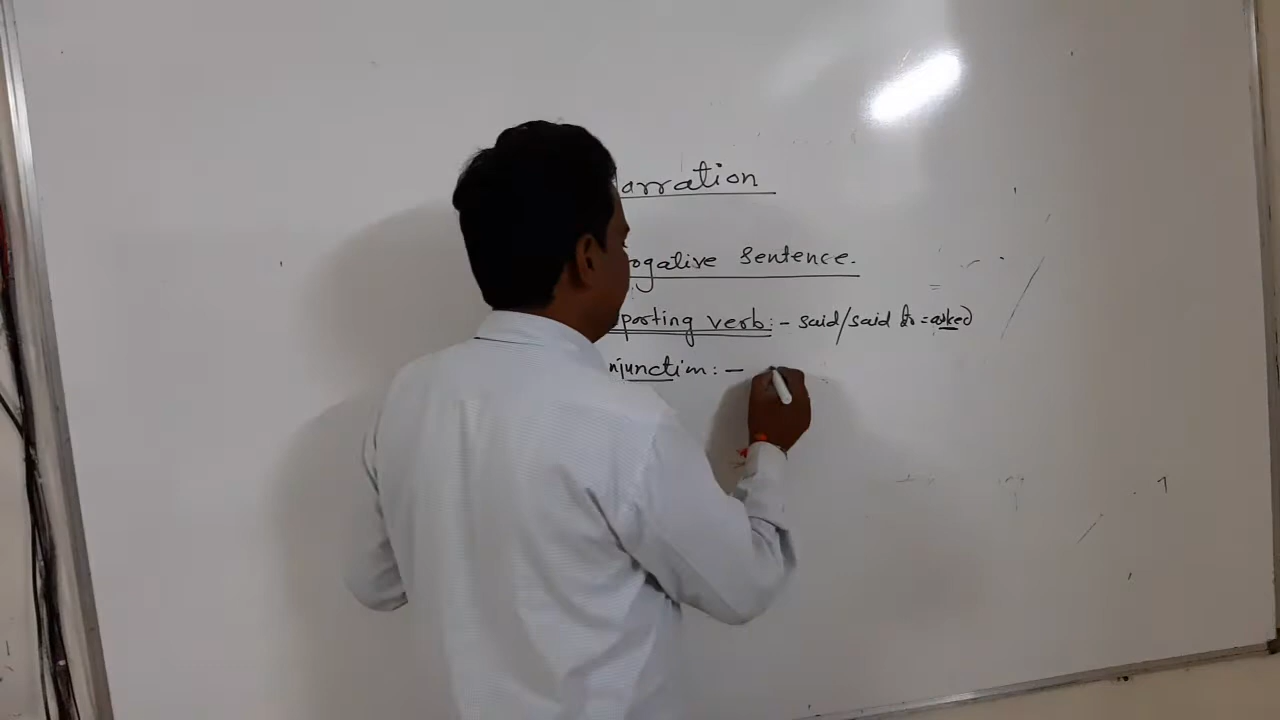 arration
ogative Sentence.
porting verb:- said/said to = asked
njunction: -